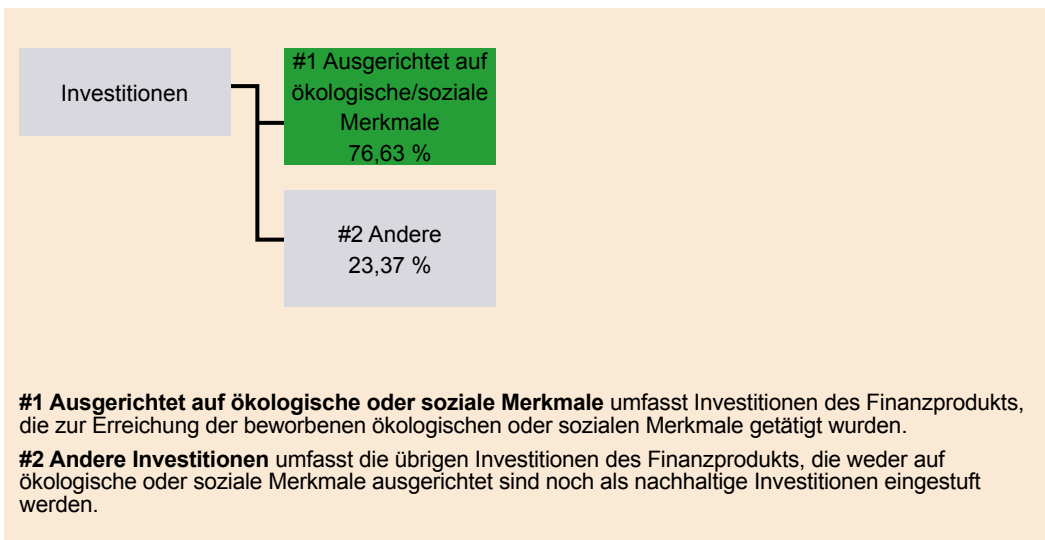 Investitionen
#1 Ausgerichtet auf
ökologische/soziale
Merkmale
76,63 %
#2 Andere
23,37 %
#1 Ausgerichtet auf ökologische oder soziale Merkmale umfasst Investitionen des Finanzprodukts,
die zur Erreichung der beworbenen ökologischen oder sozialen Merkmale getätigt wurden.
#2 Andere Investitionen umfasst die übrigen Investitionen des Finanzprodukts, die weder auf
ökologische oder soziale Merkmale ausgerichtet sind noch als nachhaltige Investitionen eingestuft
werden.